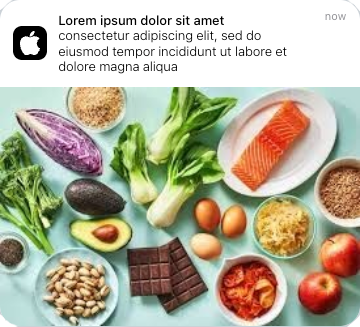 now
Lorem ipsum dolor sit amet
consectetur adipiscing elit, sed do
eiusmod tempor incididunt ut labore et
dolore magna aliqua